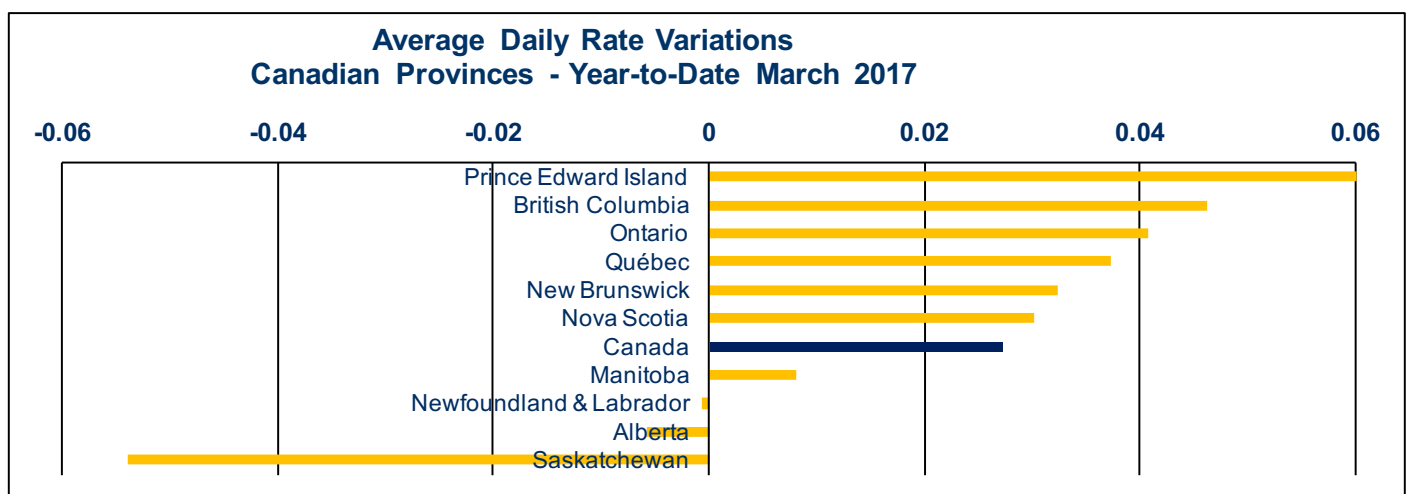 Average Daily Rate Variations
Canadian Provinces - Year-to-Date March 2017
-0.06 -0.04 -0.02 0 0.02 0.04 0.06
Prince Edward Island
British Columbia
Ontario
Québec
New Brunswick
Nova Scotia
Canada
Manitoba
Newfoundland & Labrador
Alberta
Saskatchewan